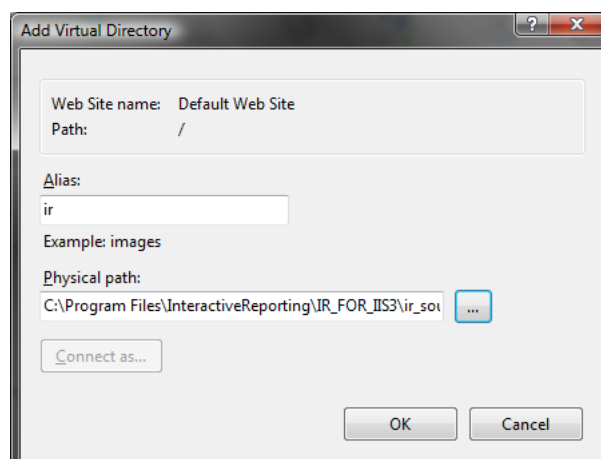 Add Virtual Directory
Web Site name: Default Web Site
Path: /
Alias:
ir
Example: images
Physical path:
C:\Program Files\InteractiveReporting\IR_FOR_IIS3\ir_sou
...
Connect as...
OK Cancel